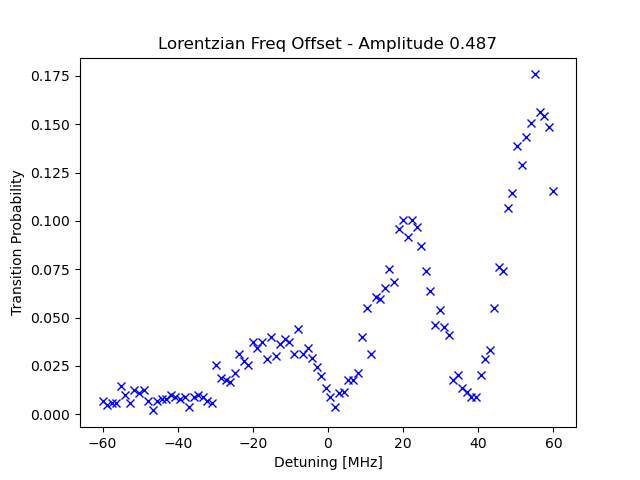 Lorentzian Freq Offset - Amplitude 0.487
Transition Probability
0.175
0.150
0.125
0.100
0.075
0.050
0.025
0.000
−60 −40 −20 0 20 40 60
Detuning [MHz]